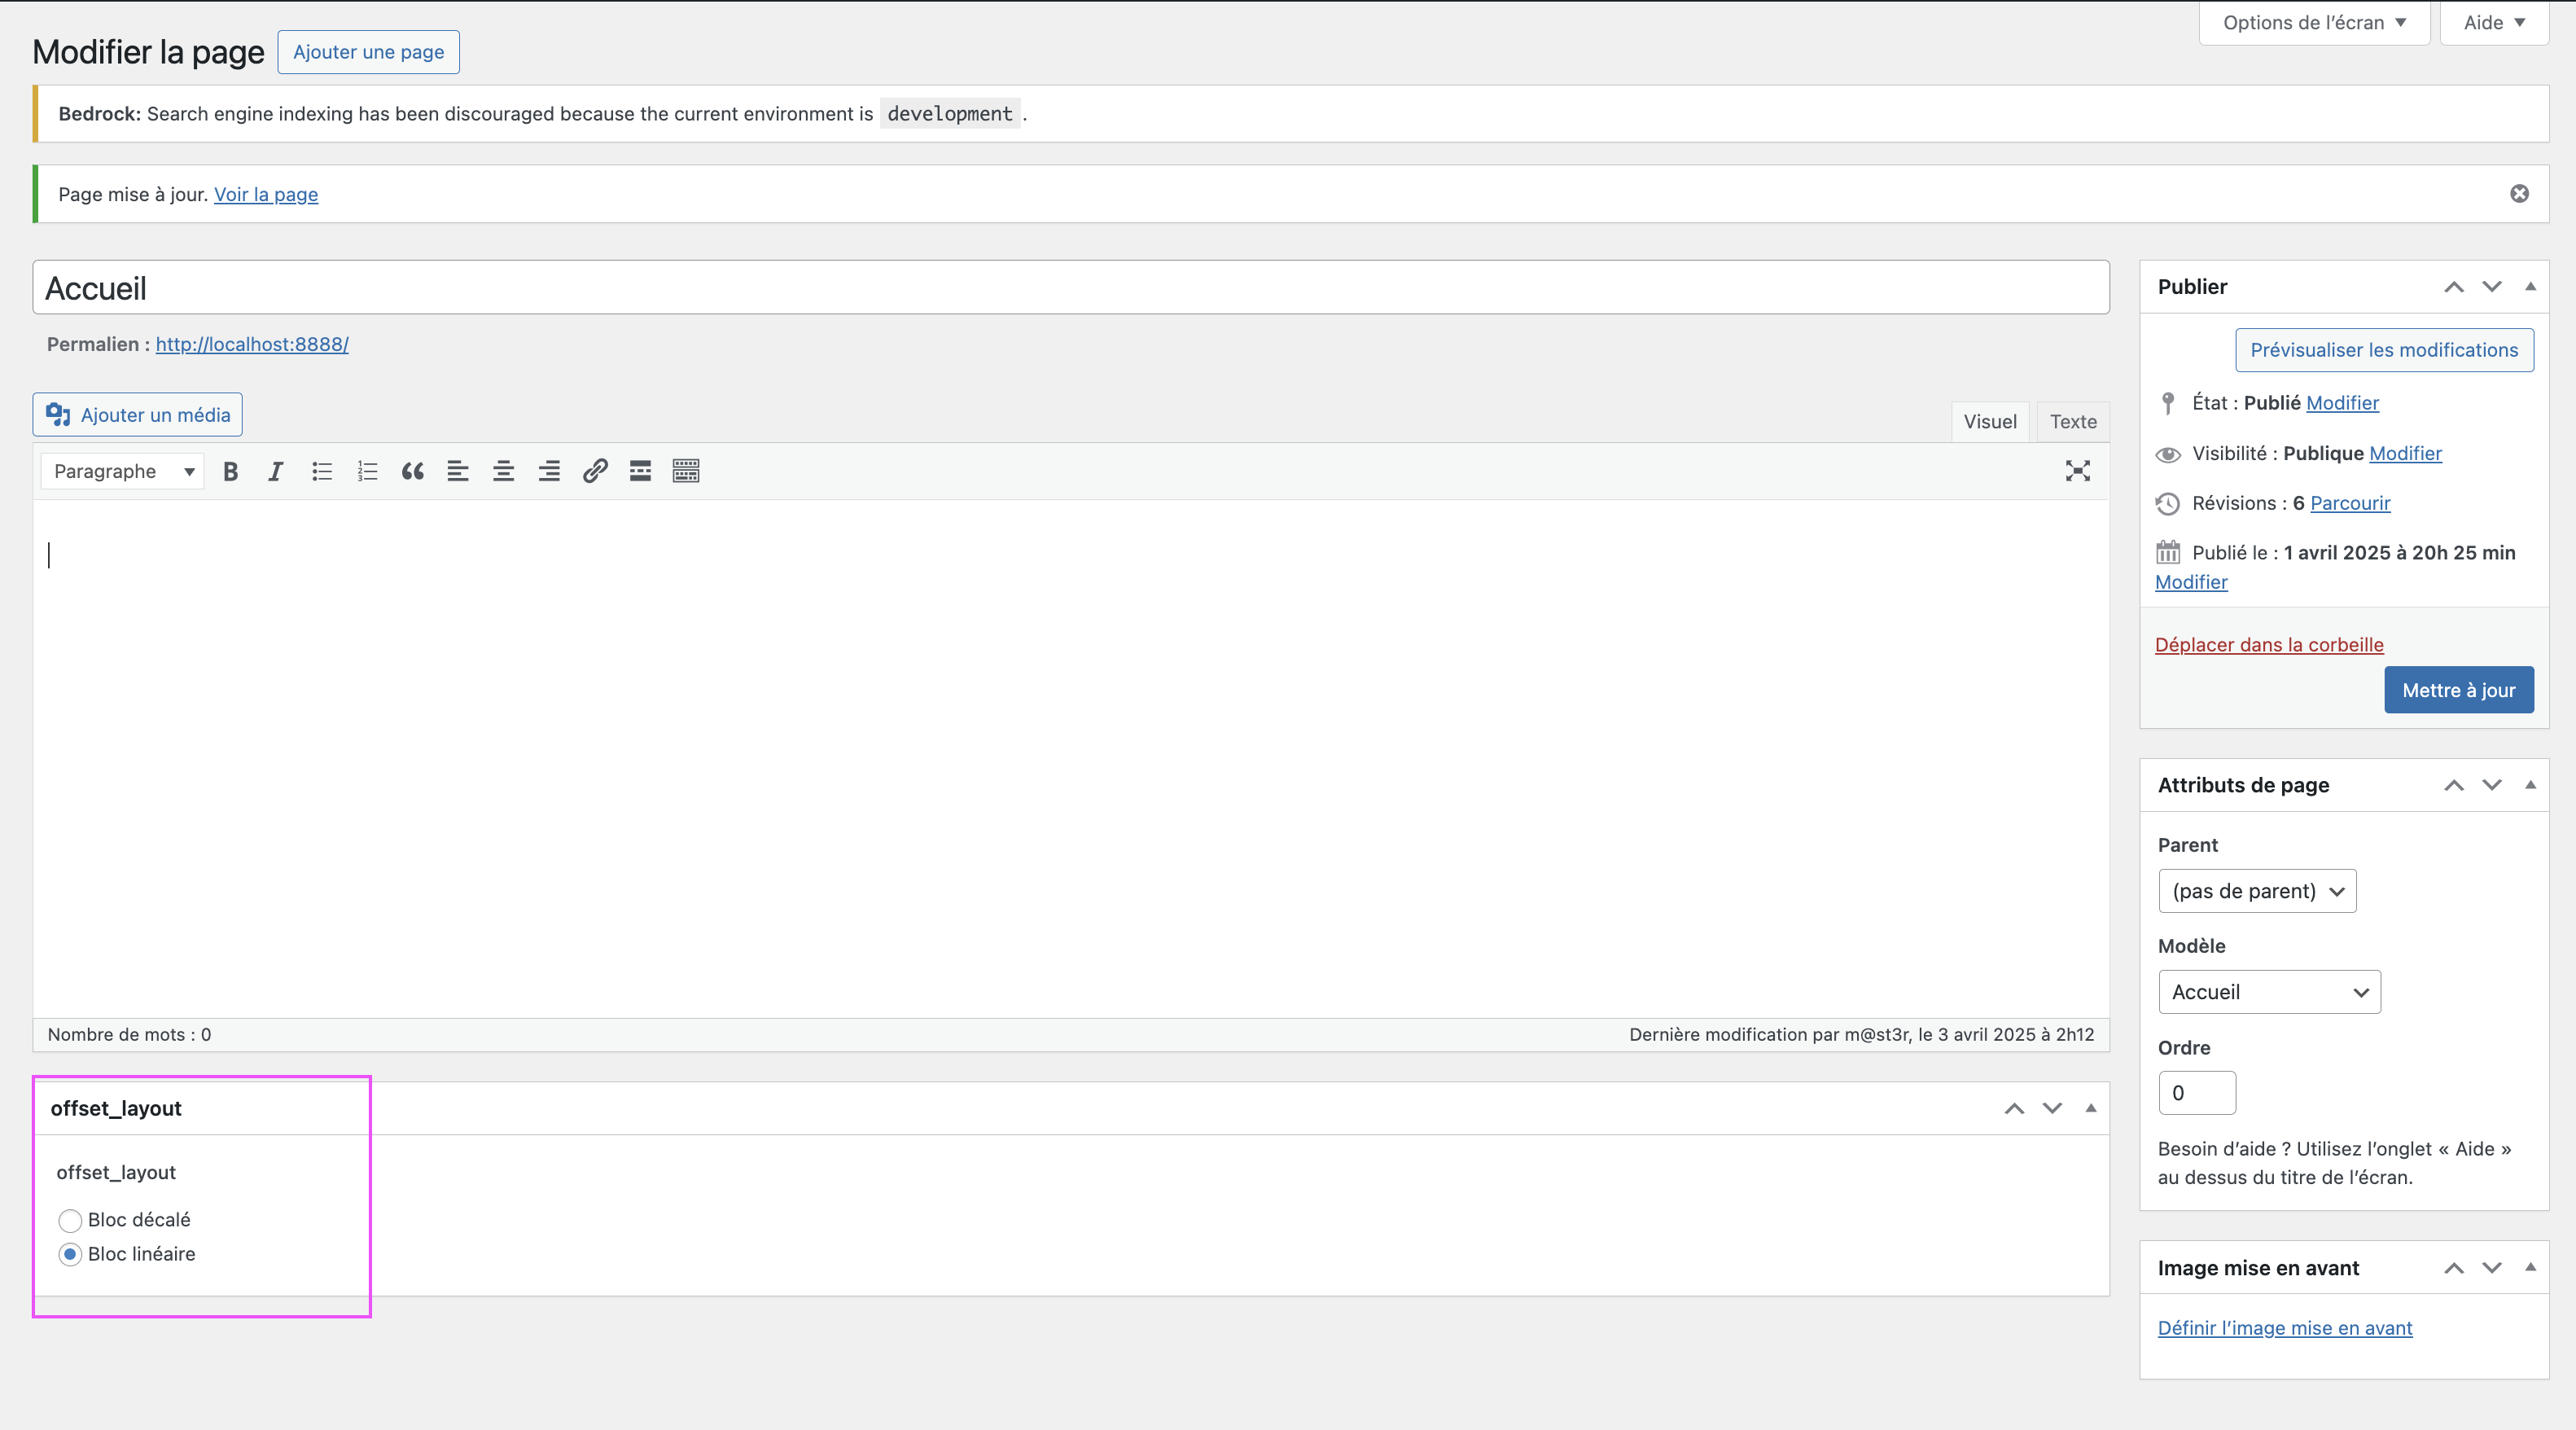 Options de l'écran ▼
Aide ▼
Modifier la page
Ajouter une page
Bedrock: Search engine indexing has been discouraged because the current environment is development.
Page mise à jour. Voir la page
Accueil
Permalien : http://localhost:8888/
Ajouter un média
Visuel
Texte
Paragraphe
Nombre de mots : 0
Dernière modification par m@st3r, le 3 avril 2025 à 2h12
offset_layout
offset_layout
Bloc décalé
Bloc linéaire
Publier
Prévisualiser les modifications
État : Publié Modifier
Visibilité : Publique Modifier
Révisions : 6 Parcourir
Publié le : 1 avril 2025 à 20h 25 min
Modifier
Déplacer dans la corbeille
Mettre à jour
Attributs de page
Parent
(pas de parent)
Modèle
Accueil
Ordre
0
Besoin d'aide ? Utilisez l'onglet « Aide »
au dessus du titre de l'écran.
Image mise en avant
Définir l'image mise en avant